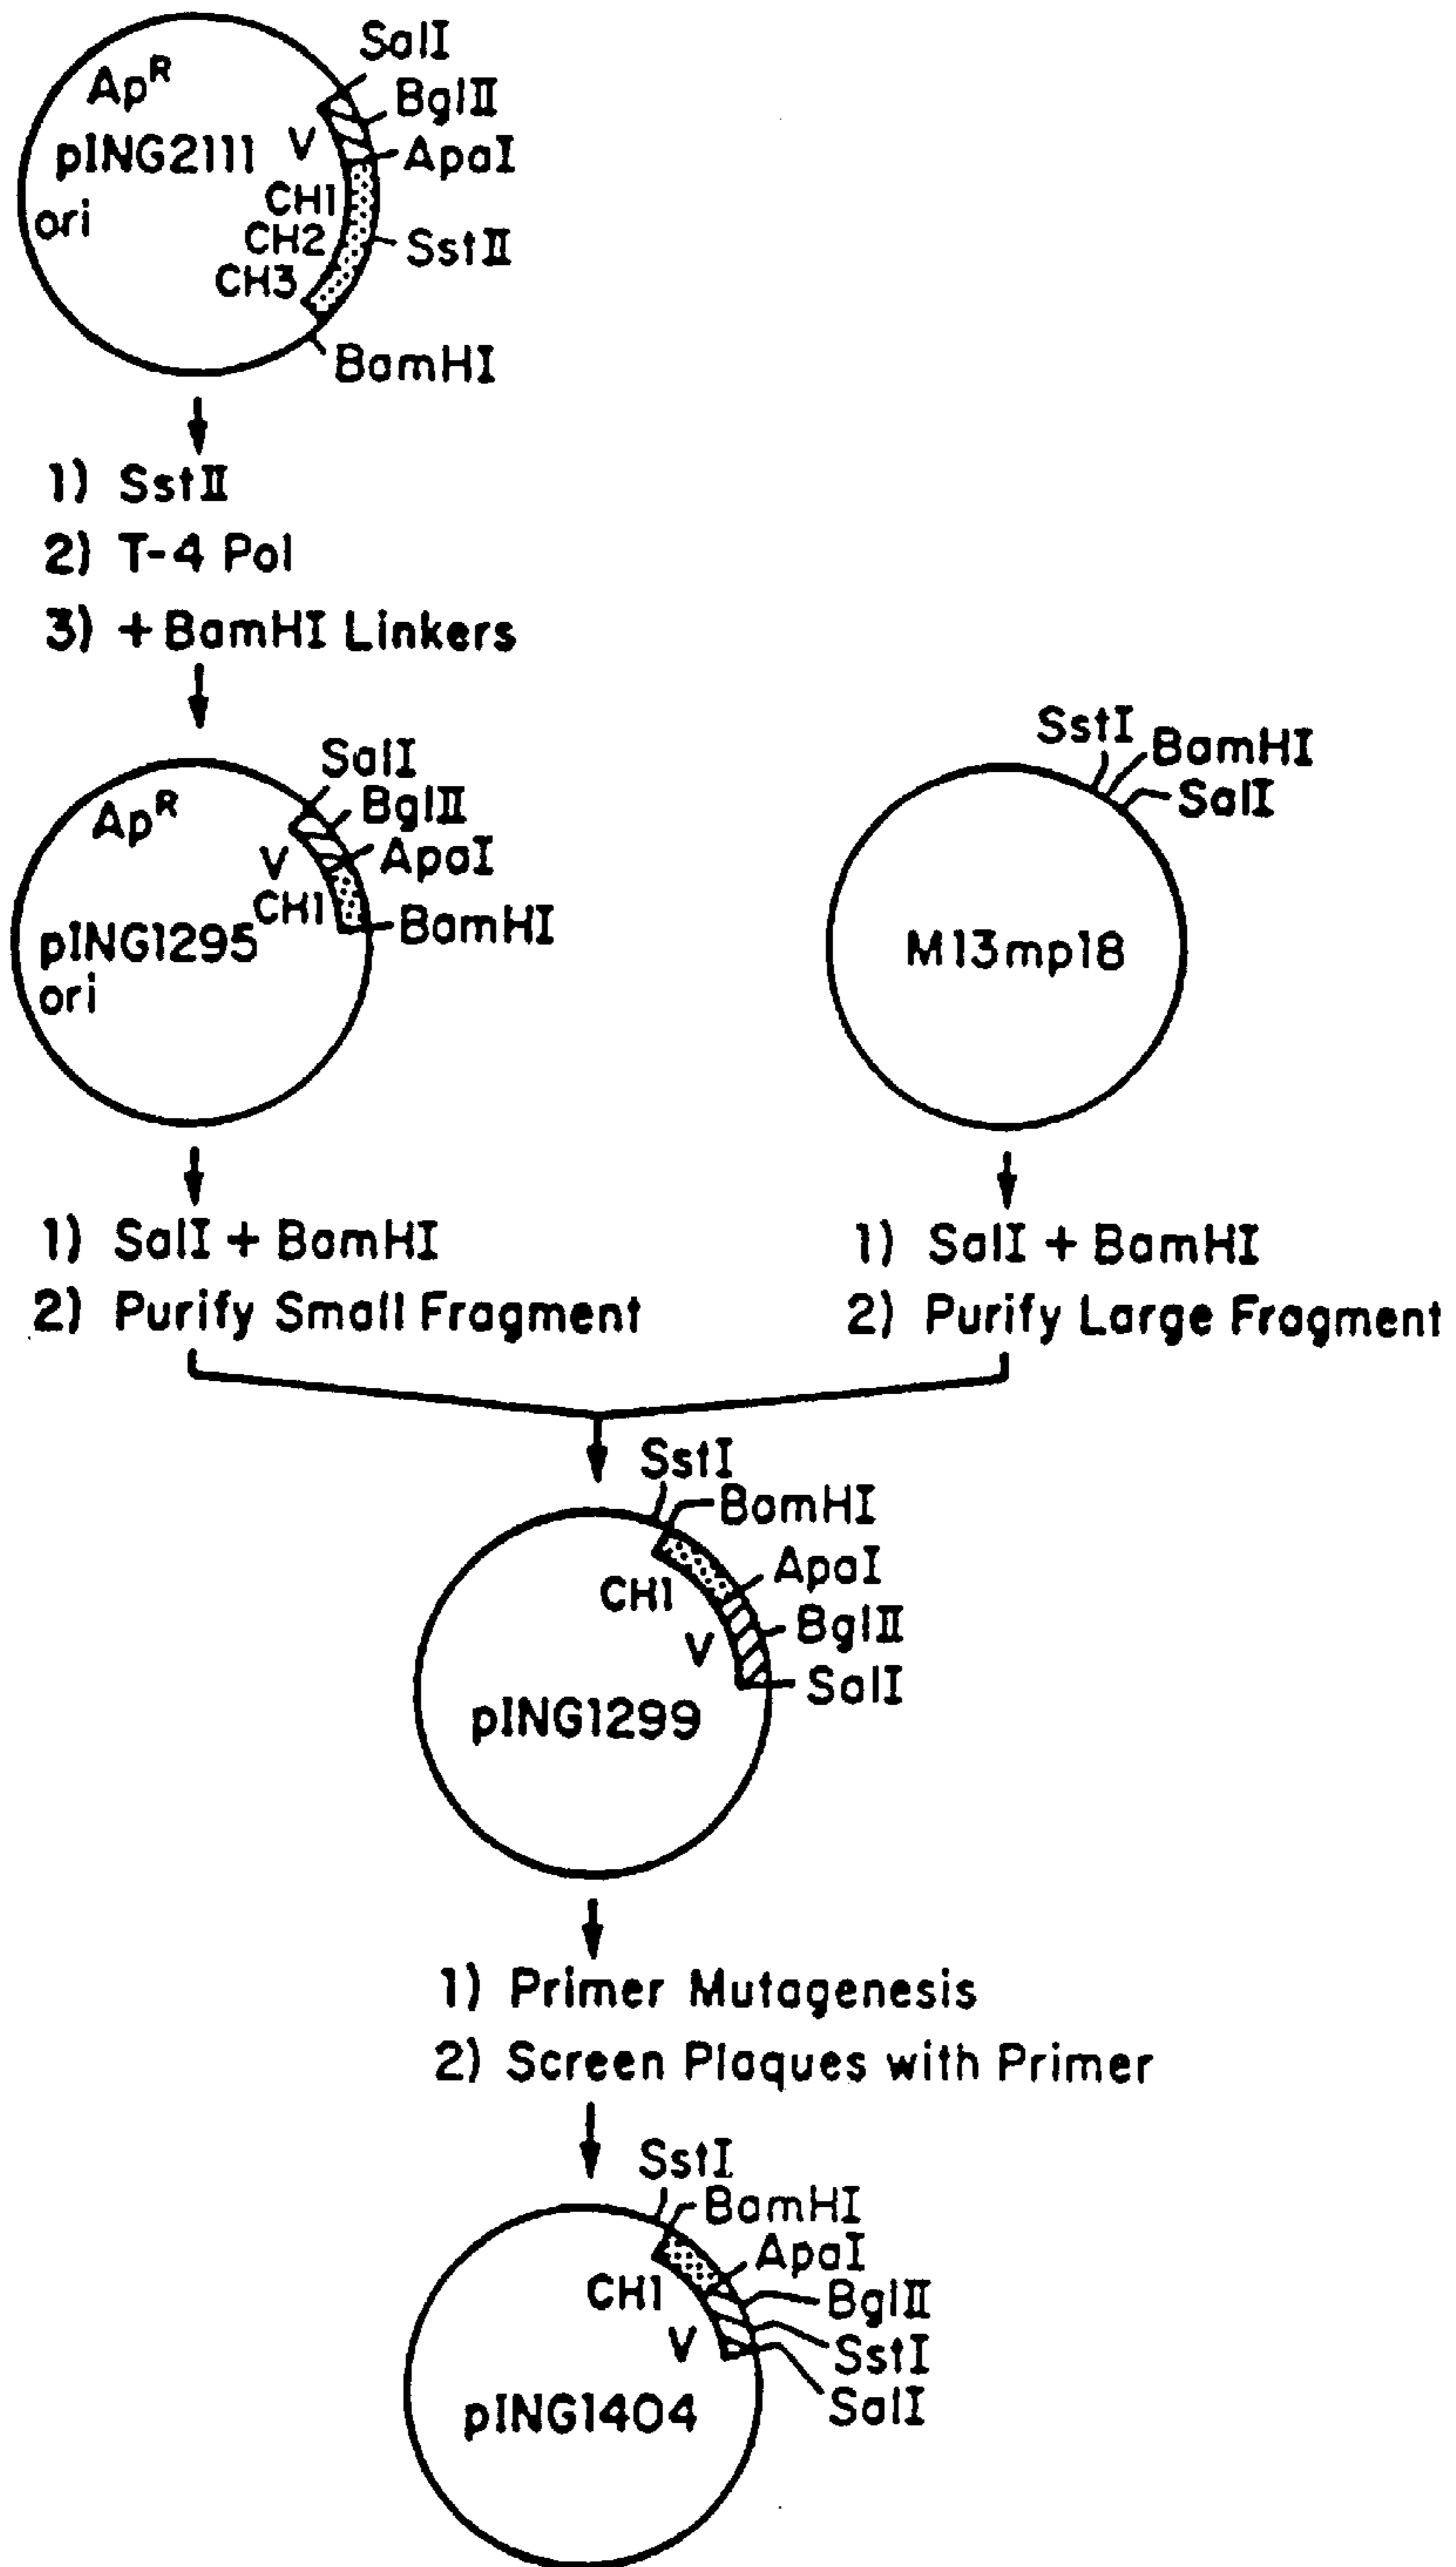 SalI
Ap^R
BglII
pING2111
V
ApaI
CH1
ori
CH2
SstII
CH3
BamHI
1) SstII
2) T-4 Pol
3) + BamHI Linkers
SalI
Ap^R
BglII
V
ApaI
CH1
BamHI
pING1295
ori
SstI
BamHI
SalI
M13mp18
1) SalI + BamHI
2) Purify Small Fragment
1) SalI + BamHI
2) Purify Large Fragment
SstI
BamHI
ApaI
CH1
BglII
V
SalI
pING1299
1) Primer Mutagenesis
2) Screen Plaques with Primer
SstI
BamHI
ApaI
CH1
BglII
V
SstI
SalI
pING1404